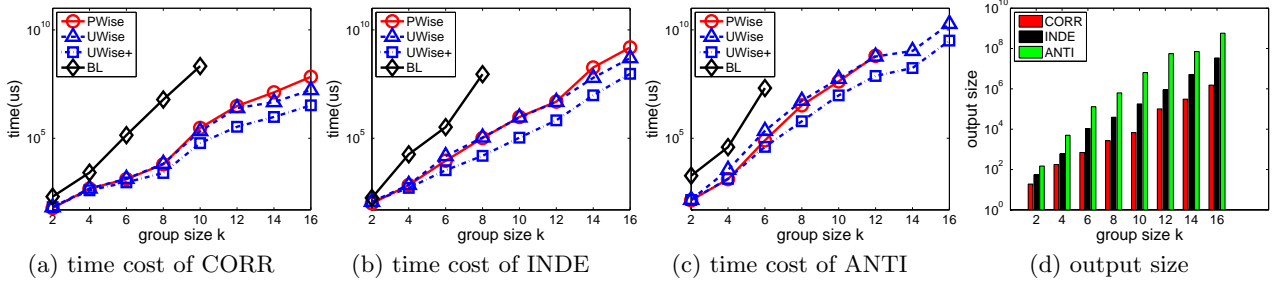 PWise
UWise
UWise+
BL
10^10
10^5
time(us)
2 4 6 8 10 12 14 16
group size k
(a) time cost of CORR
PWise
UWise
UWise+
BL
10^10
10^5
time(us)
2 4 6 8 10 12 14 16
group size k
(b) time cost of INDE
PWise
UWise
UWise+
BL
10^10
10^5
time(us)
2 4 6 8 10 12 14 16
group size k
(c) time cost of ANTI
CORR
INDE
ANTI
10^10
10^8
10^6
10^4
10^2
10^0
output size
2 4 6 8 10 12 14 16
group size k
(d) output size